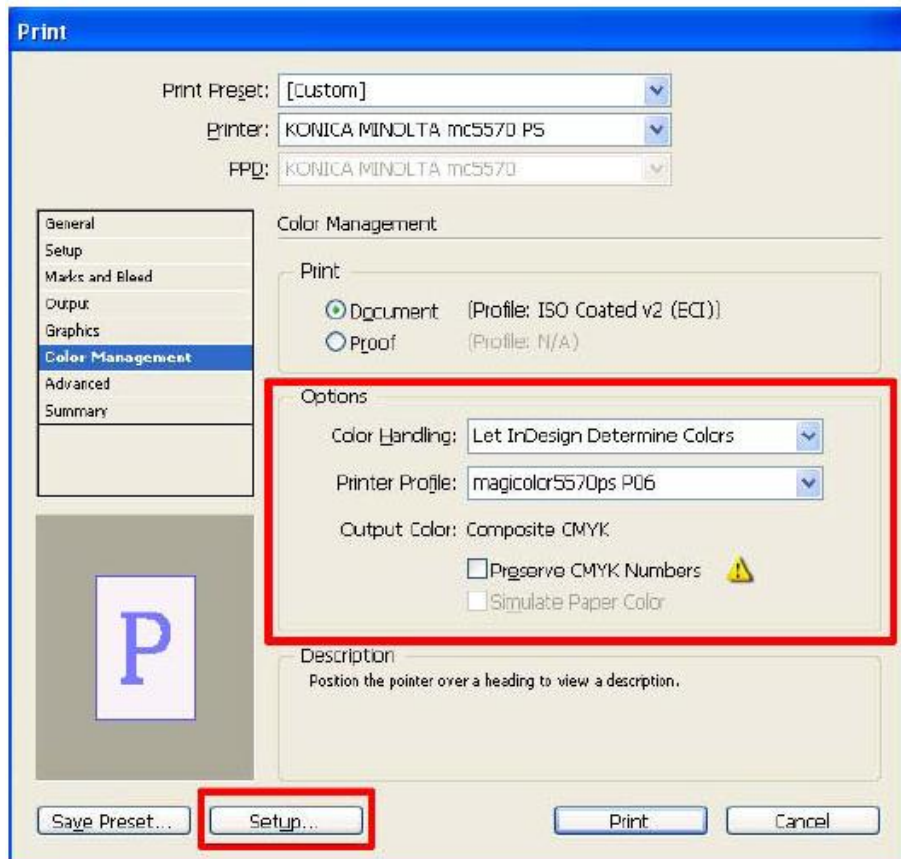 Print
Print Preset: [Custom]
Printer: KONICA MINOLTA mc5570 PS
PPD: KONICA MINOLTA mc5570
General
Setup
Marks and Bleed
Output
Graphics
Color Management
Advanced
Summary
Color Management
Print
Document (Profile: ISO Coated v2 (ECI))
Proof (Profile: N/A)
Options
Color Handling: Let InDesign Determine Colors
Printer Profile: magicolor5570ps P06
Output Color: Composite CMYK
Preserve CMYK Numbers
Simulate Paper Color
P
Description
Position the pointer over a heading to view a description.
Save Preset... Setup... Print Cancel